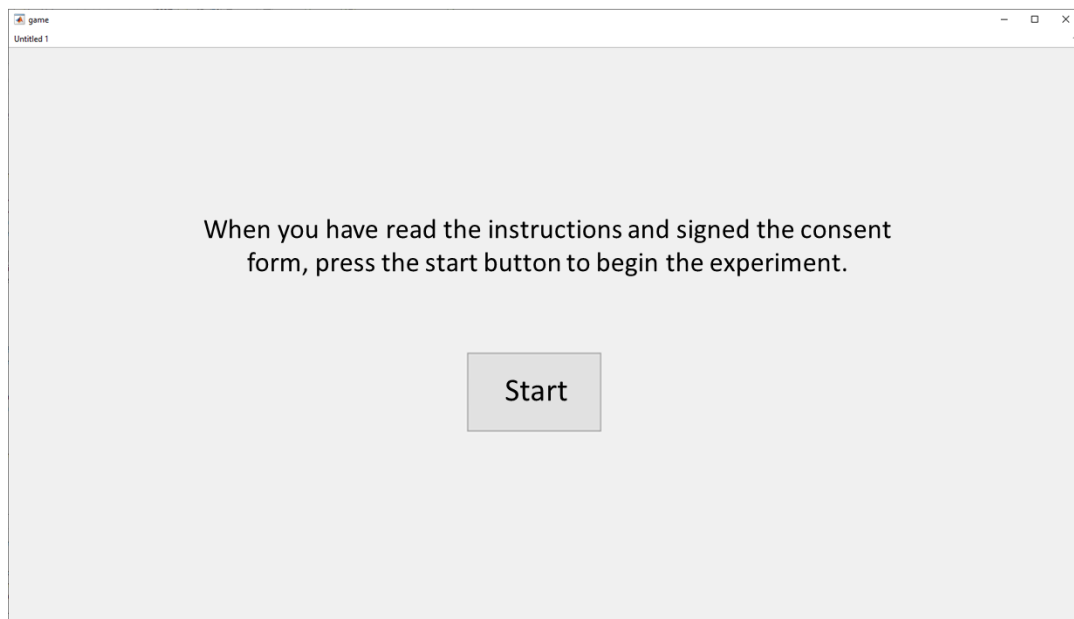 game
Untitled 1
When you have read the instructions and signed the consent
form, press the start button to begin the experiment.
Start